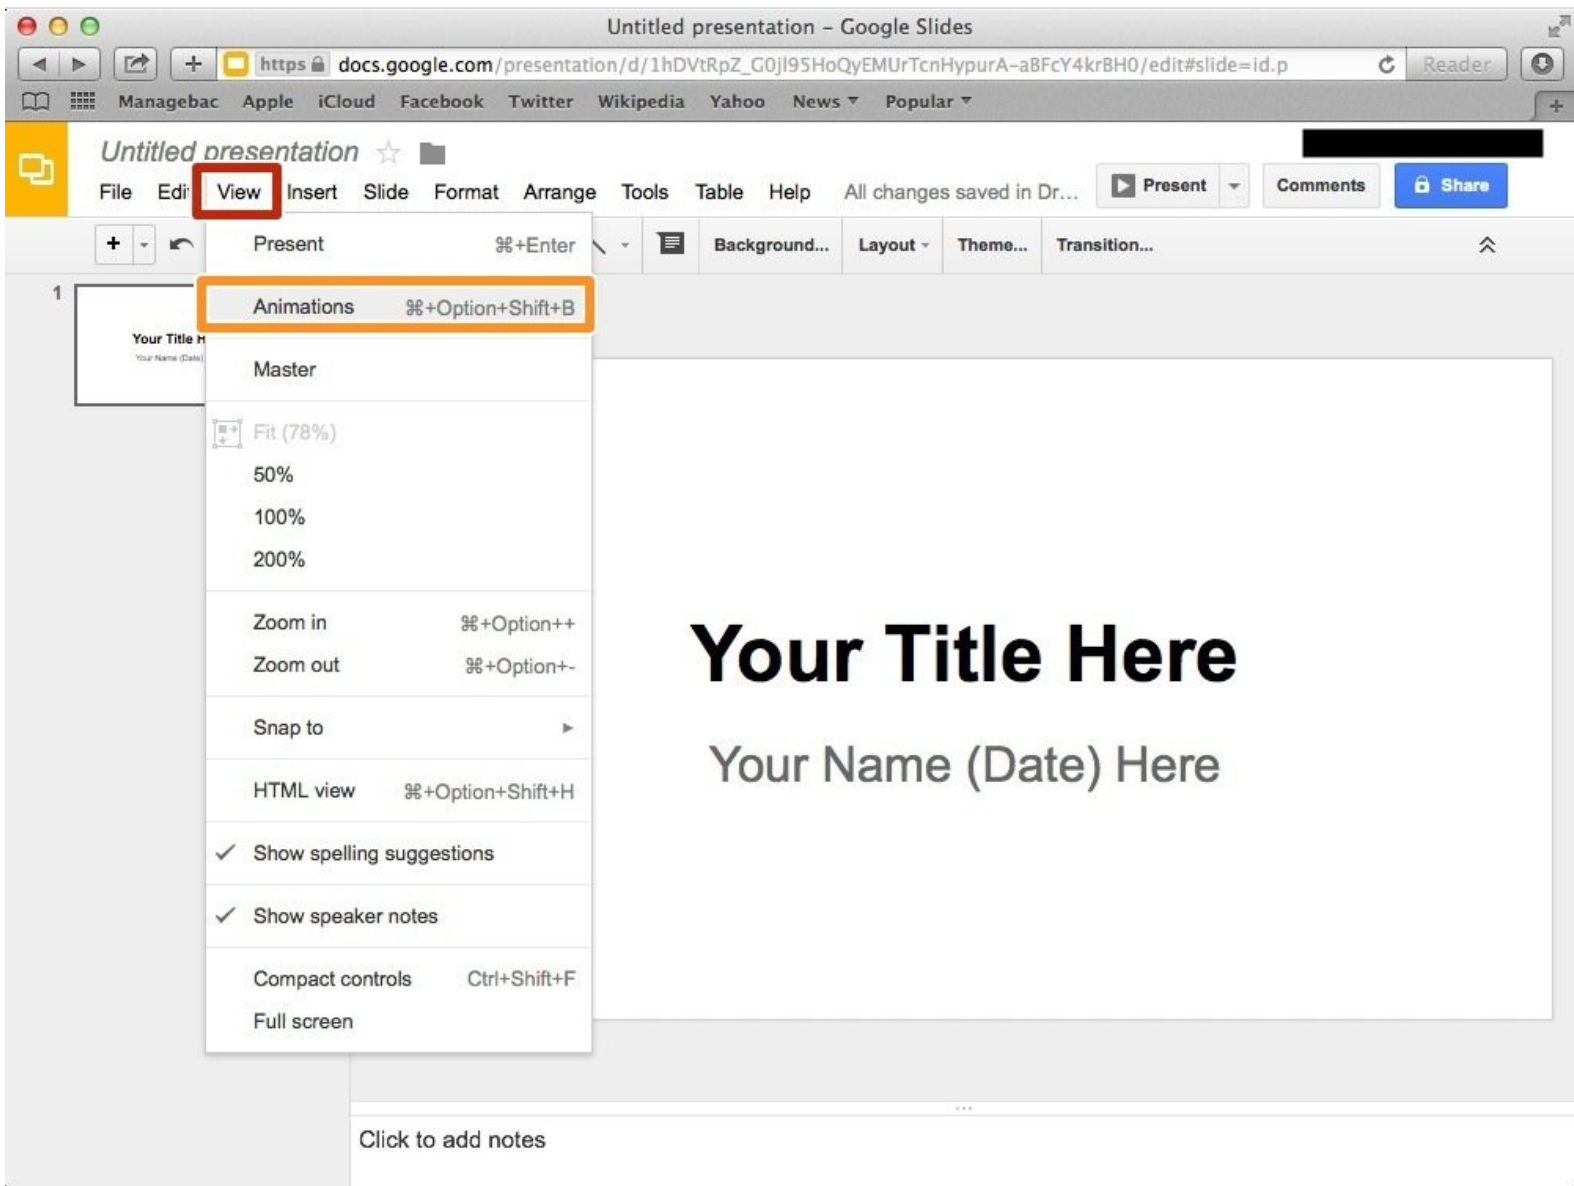 Untitled presentation – Google Slides
https docs.google.com/presentation/d/1hDVtRpZ_G0jl95HoQyEMUrTcnHypurA-aBFcY4krBH0/edit#slide=id.p
Reader
Managebac Apple iCloud Facebook Twitter Wikipedia Yahoo News Popular
Untitled presentation
File Edi View Insert Slide Format Arrange Tools Table Help All changes saved in Dr... Present Comments Share
Background... Layout Theme... Transition...
Present ⌘+Enter
Animations ⌘+Option+Shift+B
Master
Fit (78%)
50%
100%
200%
Zoom in ⌘+Option++
Zoom out ⌘+Option+-
Snap to
HTML view ⌘+Option+Shift+H
Show spelling suggestions
Show speaker notes
Compact controls Ctrl+Shift+F
Full screen
1
Your Title H
Your Name (Date)
Your Title Here
Your Name (Date) Here
Click to add notes